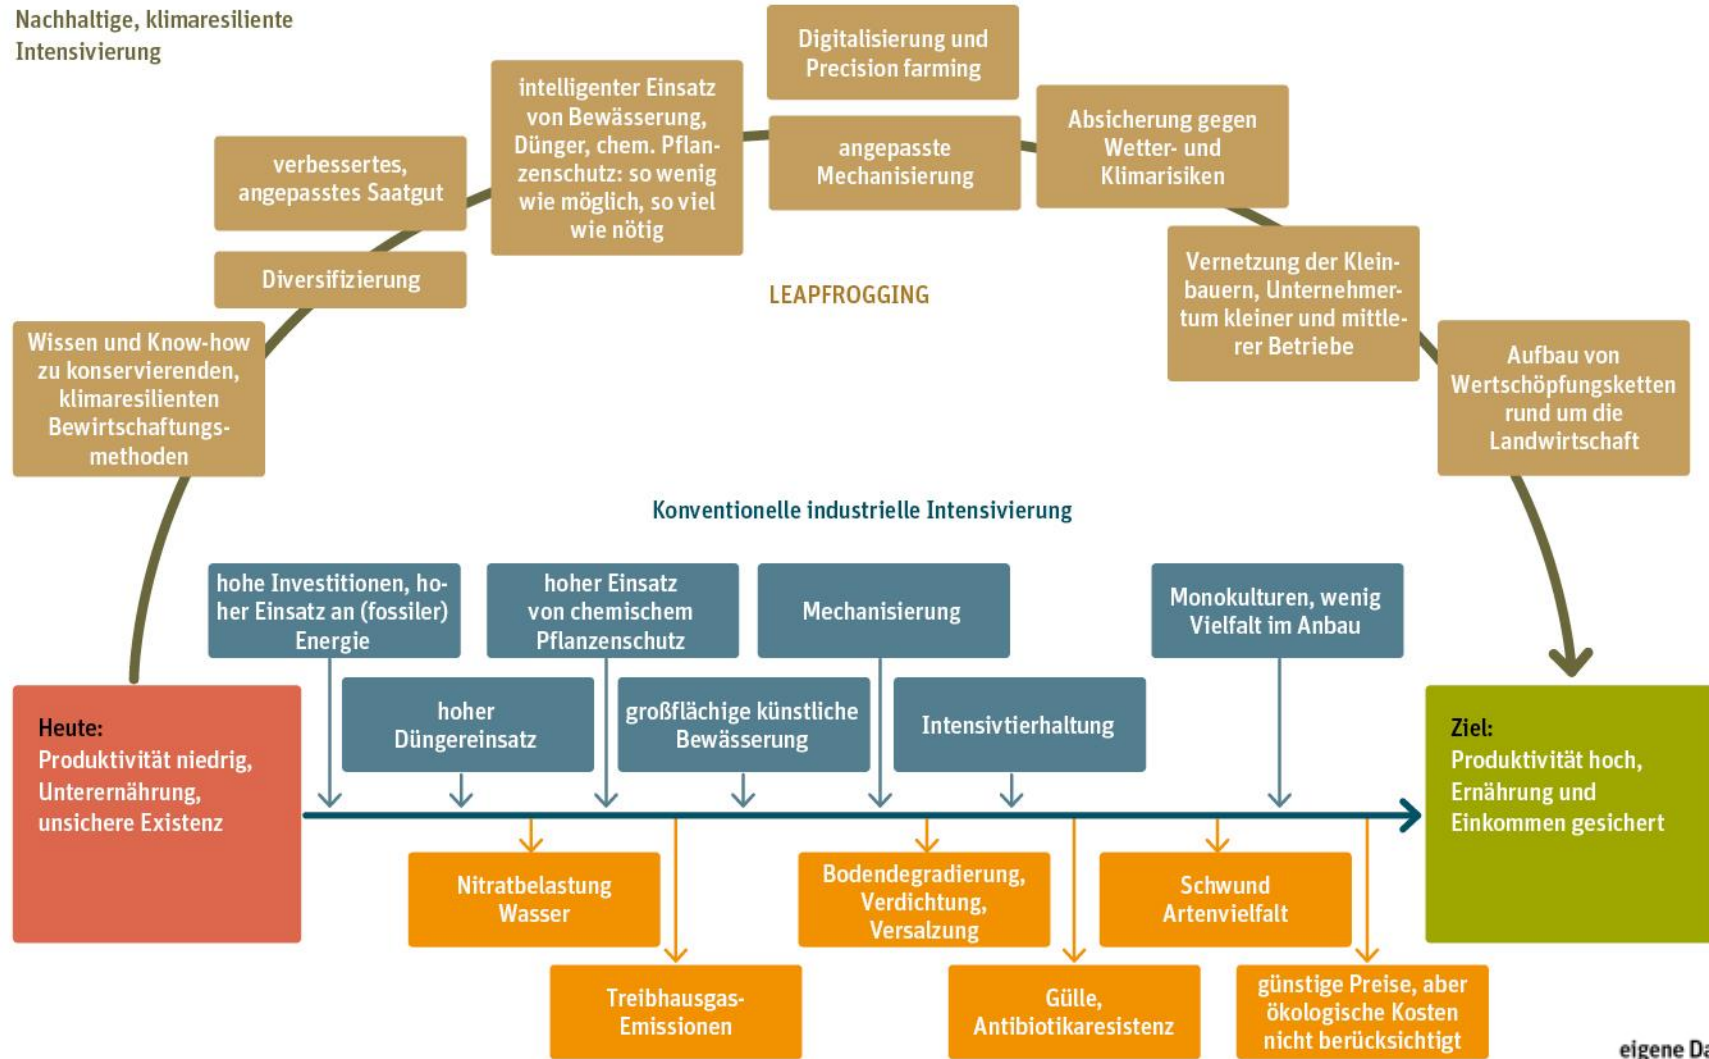 Nachhaltige, klimaresiliente
Intensivierung
Digitalisierung und
Precision farming
intelligenter Einsatz
von Bewässerung,
Dünger, chem. Pflan-
zenschutz: so wenig
wie möglich, so viel
wie nötig
angepasste
Mechanisierung
Absicherung gegen
Wetter- und
Klimarisiken
verbessertes,
angepasstes Saatgut
Diversifizierung
Vernetzung der Klein-
bauern, Unternehmer-
tum kleiner und mittle-
rer Betriebe
LEAPFROGGING
Wissen und Know-how
zu konservierenden,
klimaresilienten
Bewirtschaftungs-
methoden
Aufbau von
Wertschöpfungsketten
rund um die
Landwirtschaft
Konventionelle industrielle Intensivierung
hohe Investitionen, ho-
her Einsatz an (fossiler)
Energie
hoher Einsatz
von chemischem
Pflanzenschutz
Mechanisierung
Monokulturen, wenig
Vielfalt im Anbau
hoher
Düngereinsatz
großflächige künstliche
Bewässerung
Intensivtierhaltung
Heute:
Produktivität niedrig,
Unterernährung,
unsichere Existenz
Ziel:
Produktivität hoch,
Ernährung und
Einkommen gesichert
Nitratbelastung
Wasser
Bodendegradierung,
Verdichtung,
Versalzung
Schwund
Artenvielfalt
Treibhausgas-
Emissionen
Gülle,
Antibiotikaresistenz
günstige Preise, aber
ökologische Kosten
nicht berücksichtigt
eigene Da